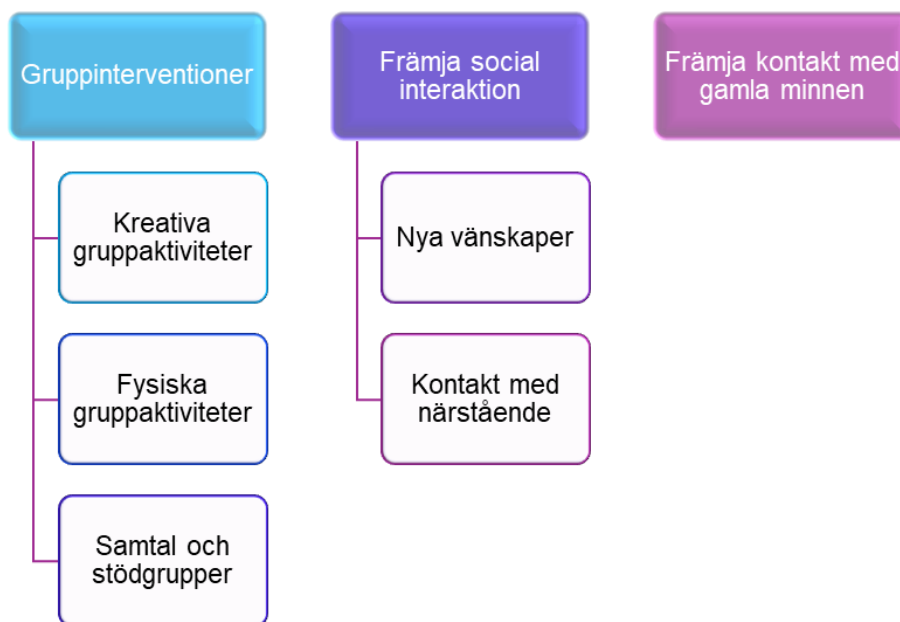 Gruppinterventioner
Kreativa
gruppaktiviteter
Fysiska
gruppaktiviteter
Samtal och
stödgrupper
Främja social
interaktion
Nya vänskaper
Kontakt med
närstående
Främja kontakt med
gamla minnen